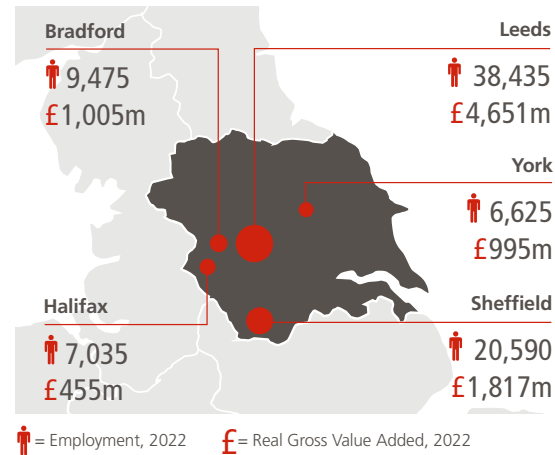 Bradford
9,475
£1,005m
Leeds
38,435
£4,651m
York
6,625
£995m
Halifax
7,035
£455m
Sheffield
20,590
£1,817m
= Employment, 2022 £ = Real Gross Value Added, 2022